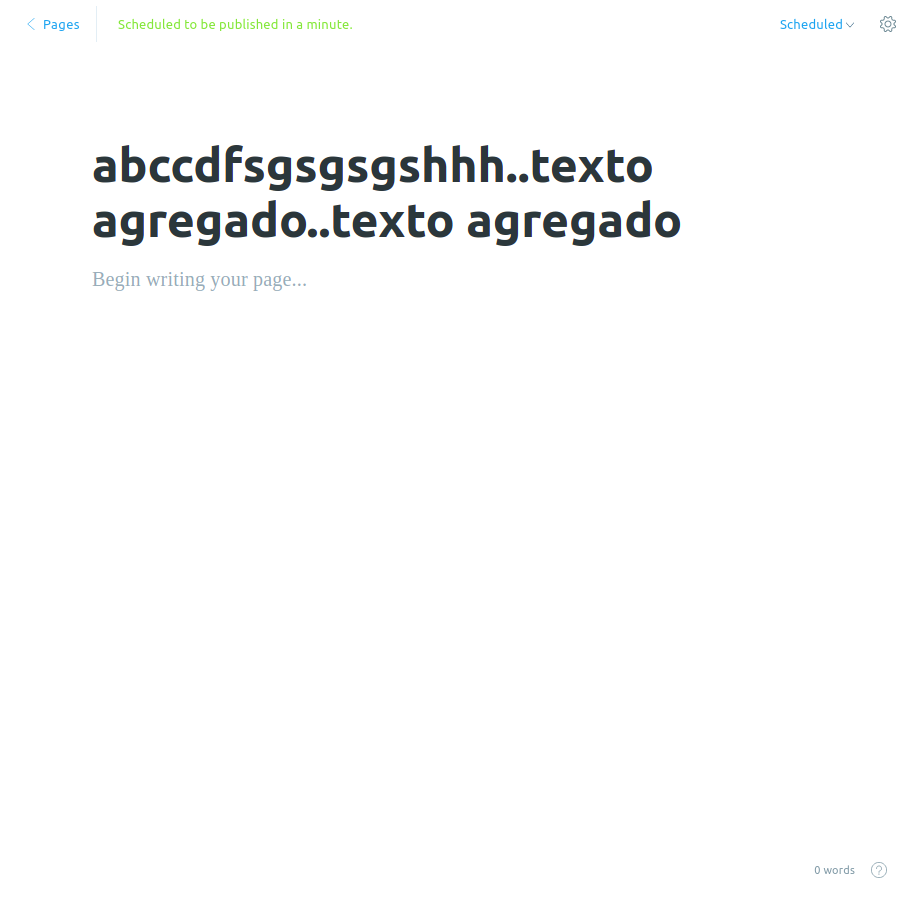 Pages
Scheduled to be published in a minute.
Scheduled
abccdfsgsgsgshhh..texto
agregado..texto agregado
Begin writing your page...
0 words
?